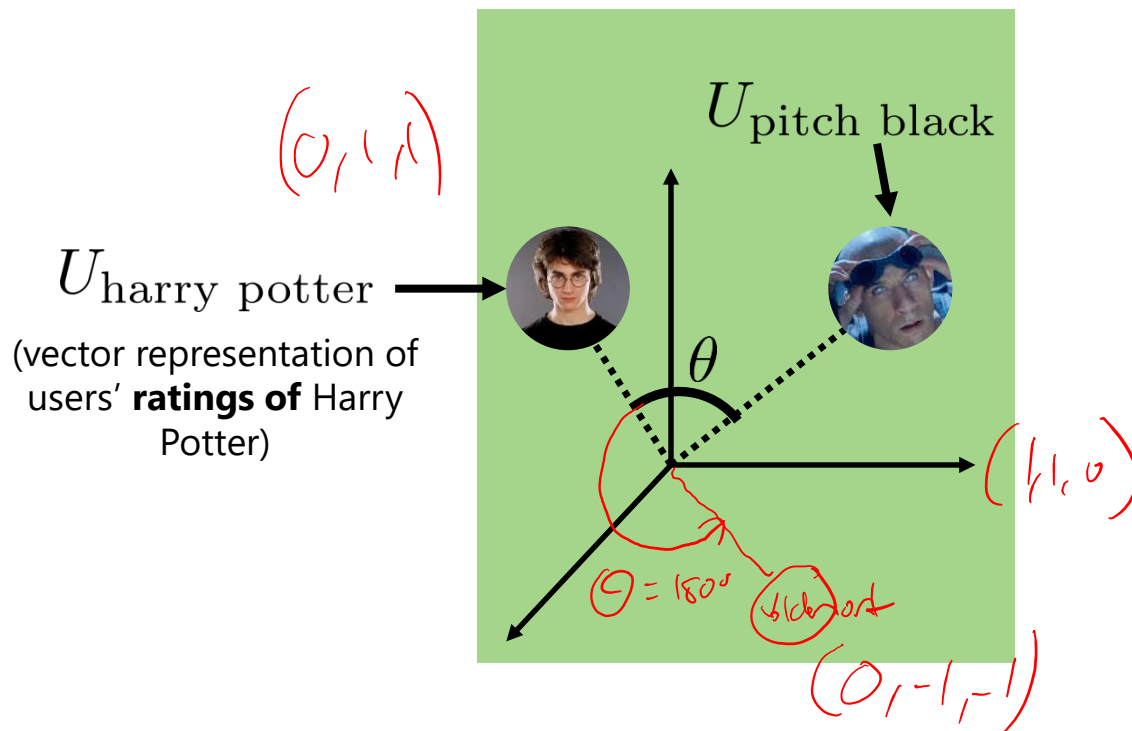 (0,1,1)
U_pitch black
U_harry potter
(vector representation of
users' ratings of Harry
Potter)
θ
(1,1,0)
θ = 180°
(0,-1,-1)